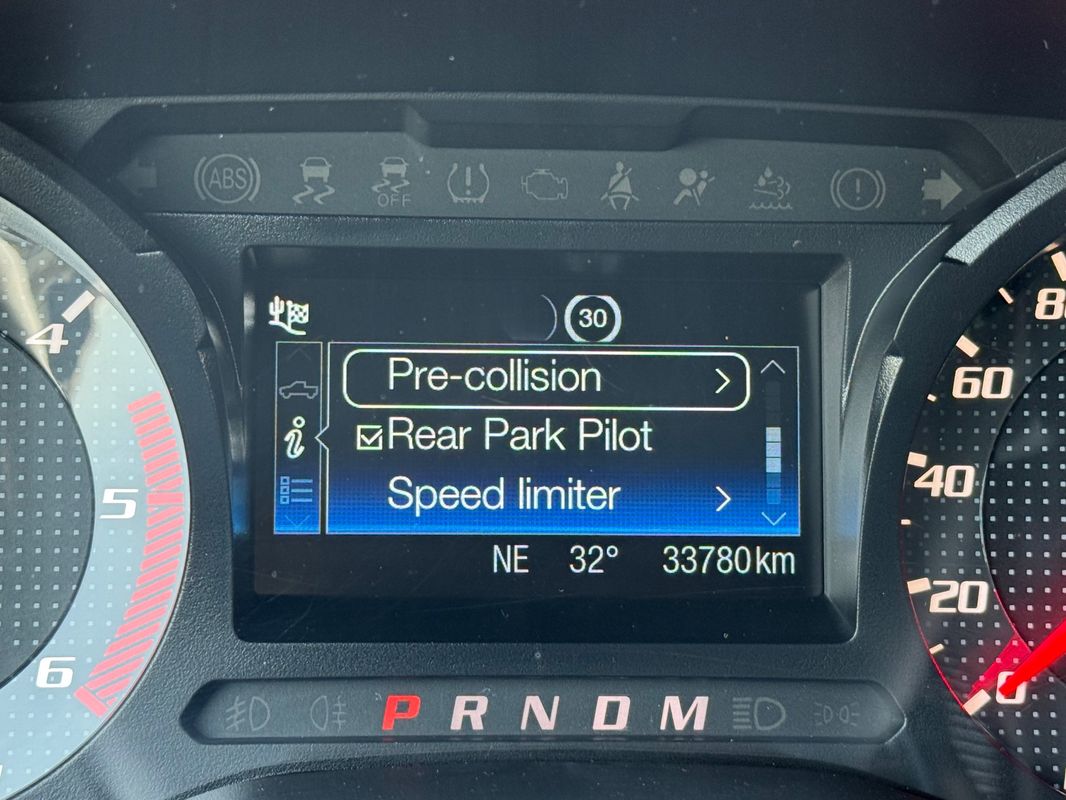 ABS
OFF
30
Pre-collision
Rear Park Pilot
Speed limiter
NE 32° 33780km
4
5
6
80
60
40
20
0
P R N D M